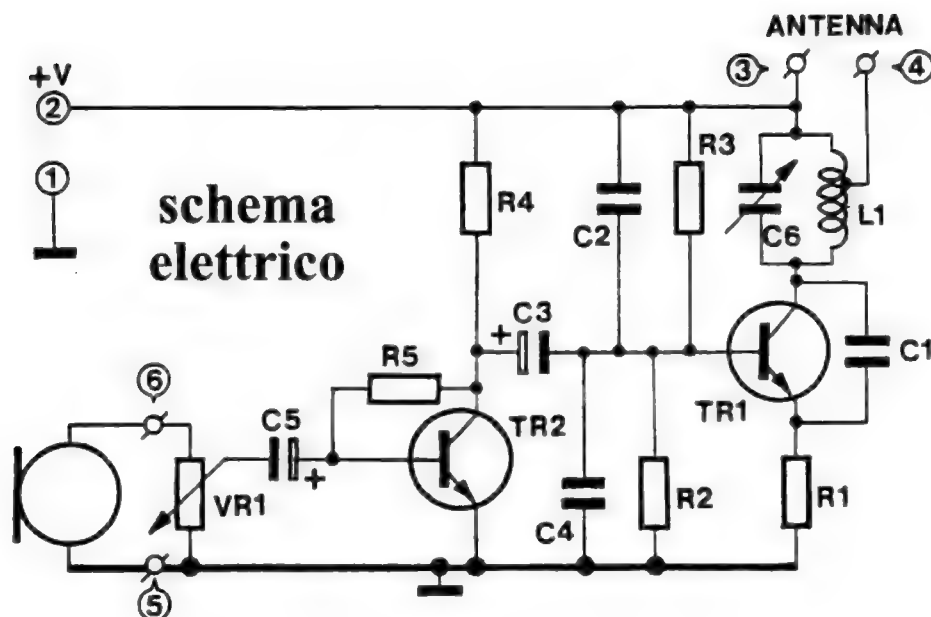 ANTENNA
3
4
+V
2
R3
1
schema
elettrico
R4
C2
C6
L1
C3
+
R5
C1
6
TR2
TR1
C5
+
VR1
C4
R2
R1
5